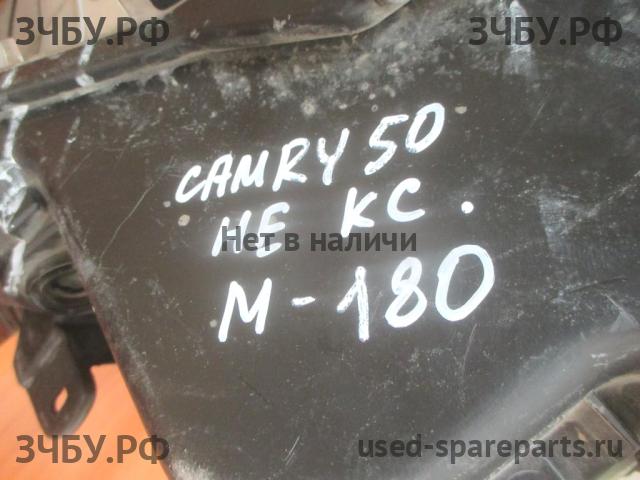 ЗЧБУ.РФ ЗЧБУ.РФ
CAMRY 50
НЕ КС.
Нет в наличи
М-180
ЗЧБУ.РФ used-spareparts.ru